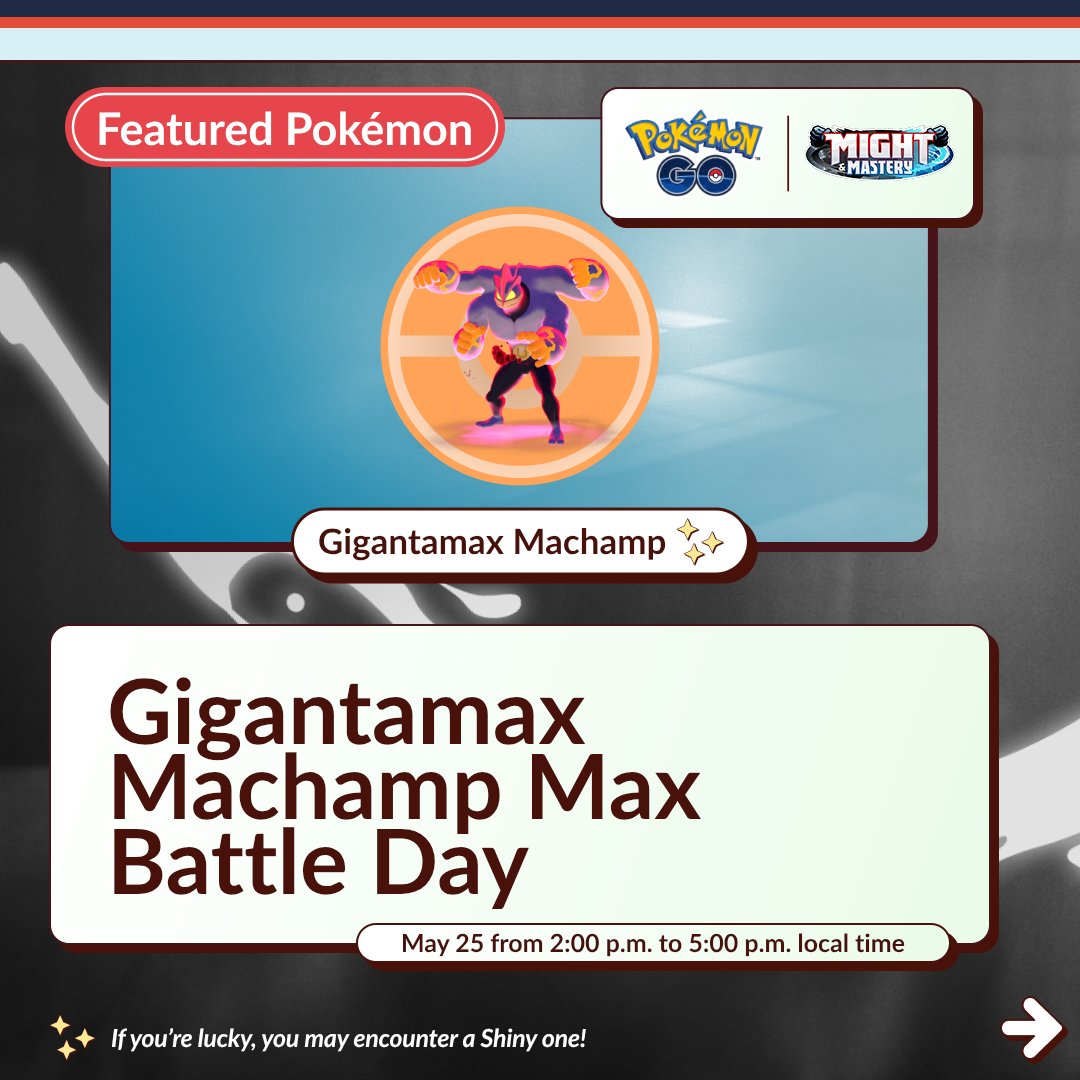 Featured Pokémon
POKÉMON GO
MIGHT & MASTERY
Gigantamax Machamp
Gigantamax
Machamp Max
Battle Day
May 25 from 2:00 p.m. to 5:00 p.m. local time
If you're lucky, you may encounter a Shiny one!